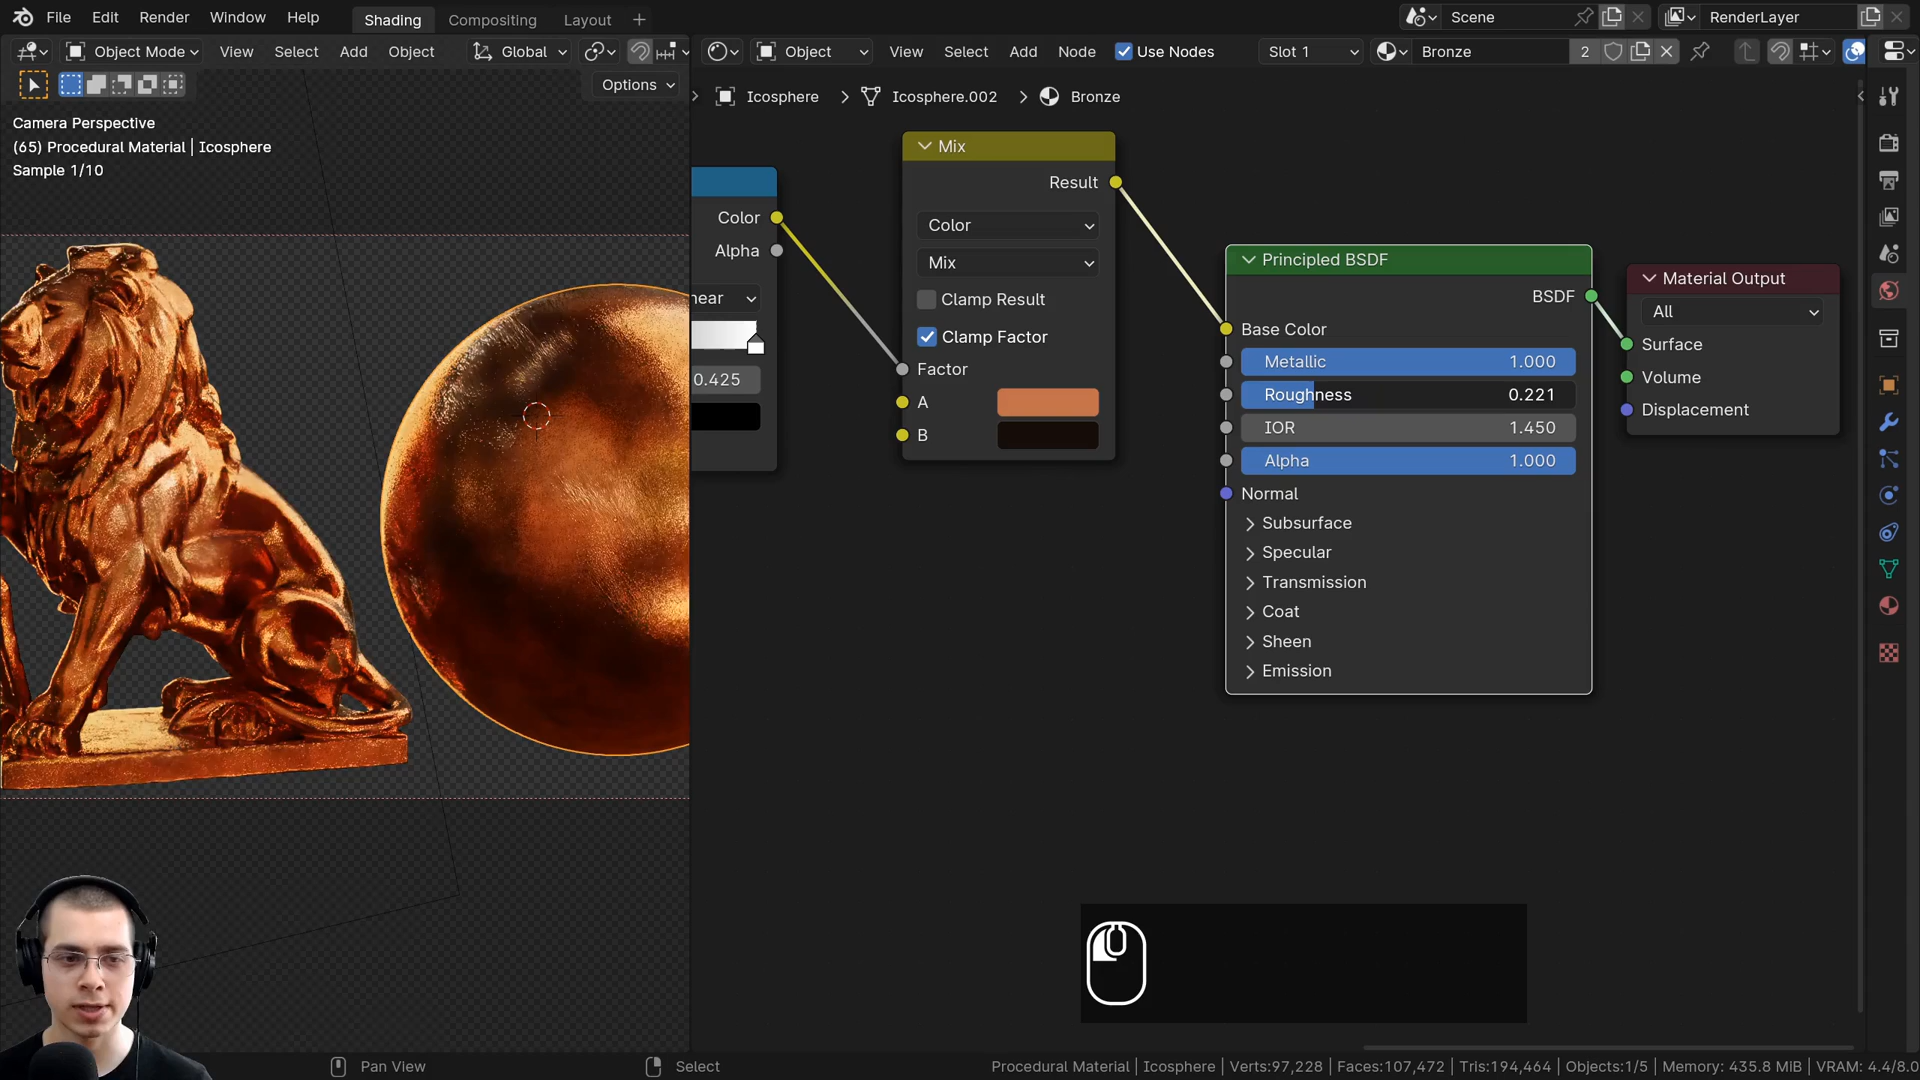 File Edit Render Window Help Shading Compositing Layout + Scene RenderLayer
Object Mode View Select Add Object Global Object View Select Add Node Use Nodes Slot 1 Bronze 2
Options
Icosphere Icosphere.002 Bronze
Camera Perspective
(65) Procedural Material | Icosphere
Sample 1/10
Color
Alpha
near
0.425
Mix
Result
Color
Mix
Clamp Result
Clamp Factor
Factor
A
B
Principled BSDF
BSDF
Base Color
Metallic 1.000
Roughness 0.221
IOR 1.450
Alpha 1.000
Normal
Subsurface
Specular
Transmission
Coat
Sheen
Emission
Material Output
All
Surface
Volume
Displacement
Pan View Select Procedural Material | Icosphere | Verts:97,228 | Faces:107,472 | Tris:194,464 | Objects:1/5 | Memory: 435.8 MiB | VRAM: 4.4/8.0